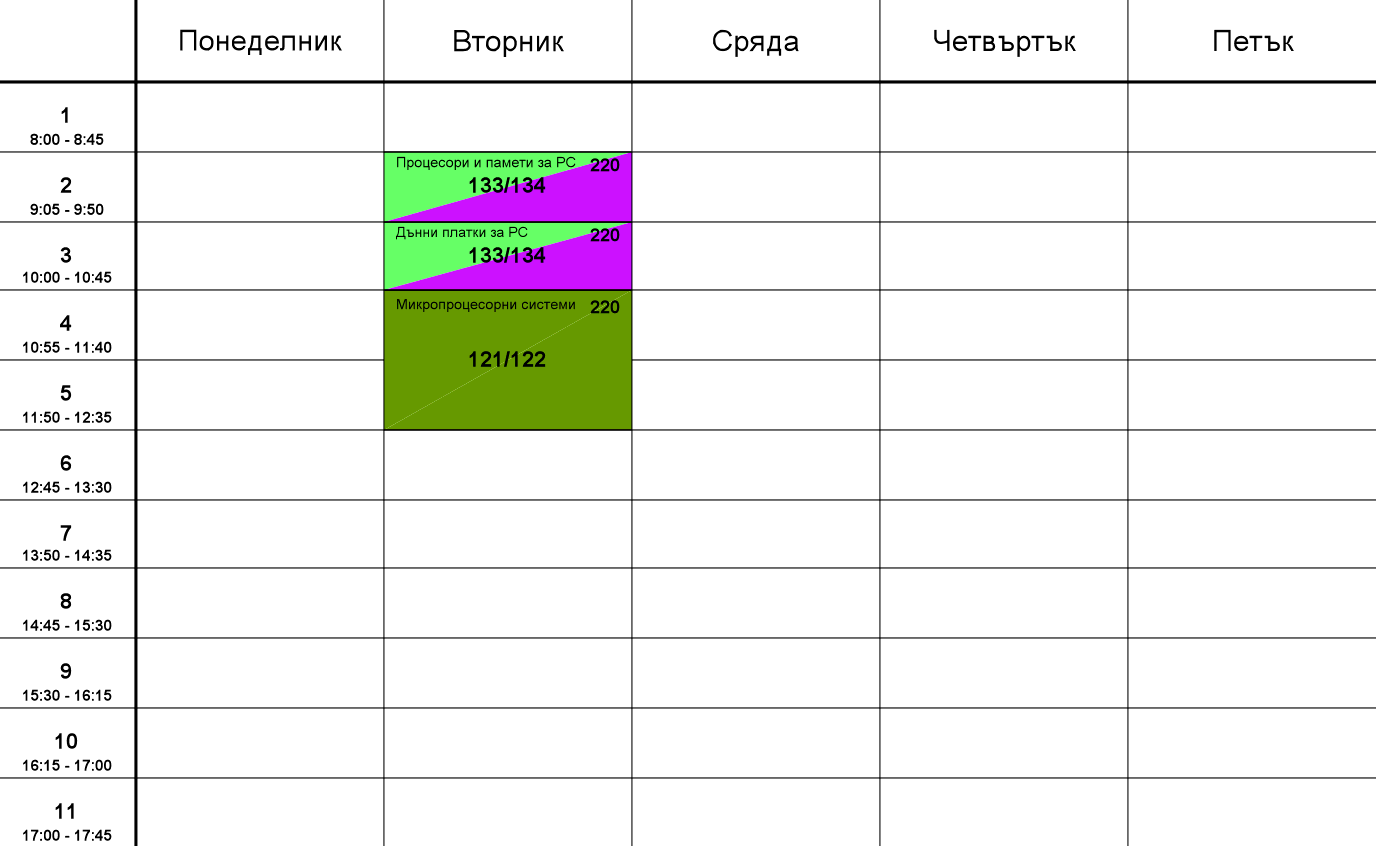 Понеделник Вторник Сряда Четвъртък Петък
1
8:00 - 8:45
Процесори и памети за PC 220
2 133/134
9:05 - 9:50
Дънни платки за PC 220
3 133/134
10:00 - 10:45
Микропроцесорни системи 220
4
10:55 - 11:40
121/122
5
11:50 - 12:35
6
12:45 - 13:30
7
13:50 - 14:35
8
14:45 - 15:30
9
15:30 - 16:15
10
16:15 - 17:00
11
17:00 - 17:45